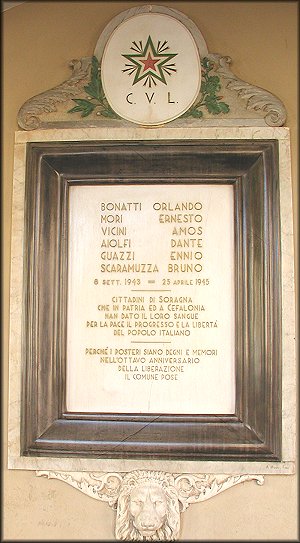 C. V. L.
BONATTI ORLANDO
MORI ERNESTO
VICINI AMOS
AIOLFI DANTE
GUAZZI ENNIO
SCARAMUZZA BRUNO
8 SETT. 1943 = 25 APRILE 1945
CITTADINI DI SORAGNA
CHE IN PATRIA ED A CEFALONIA
HAN DATO IL LORO SANGUE
PER LA PACE IL PROGRESSO E LA LIBERTÀ
DEL POPOLO ITALIANO
PERCHÉ I POSTERI SIANO DEGNI E MEMORI
NELL'OTTAVO ANNIVERSARIO
DELLA LIBERAZIONE
IL COMUNE POSE